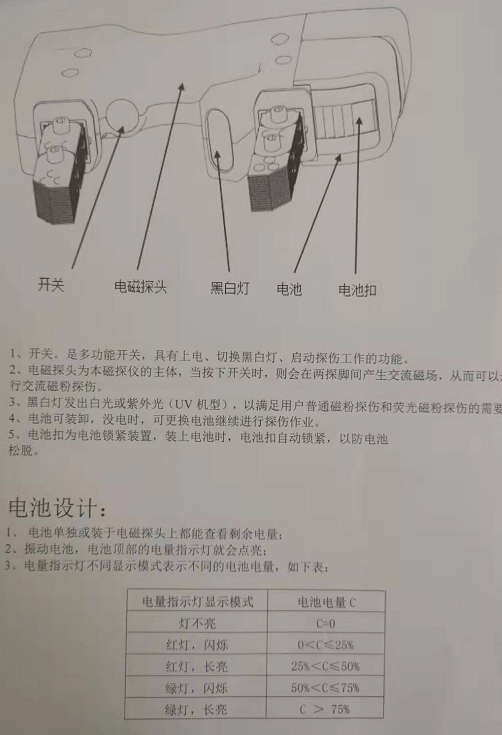 开关 电磁探头 黑白灯 电池 电池扣
1、开关。是多功能开关，具有上电、切换黑白灯、启动探伤工作的功能。
2、电磁探头为本磁探仪的主体，当按下开关时，则会在两探脚间产生交流磁场，从而可以
行交流磁粉探伤。
3、黑白灯发出白光或紫外光（UV 机型），以满足用户普通磁粉探伤和荧光磁粉探伤的需要
4、电池可装卸，没电时，可更换电池继续进行探伤作业。
5、电池扣为电池锁紧装置，装上电池时，电池扣自动锁紧，以防电池
松脱。
电池设计：
1、 电池单独或装于电磁探头上都能查看剩余电量；
2、振动电池，电池顶部的电量指示灯就会点亮；
3、电量指示灯不同显示模式表示不同的电池电量，如下表：
电量指示灯显示模式 电池电量 C
灯不亮 C=0
红灯，闪烁 0＜C≤25%
红灯，长亮 25%＜C≤50%
绿灯，闪烁 50%＜C≤75%
绿灯，长亮 C ＞ 75%